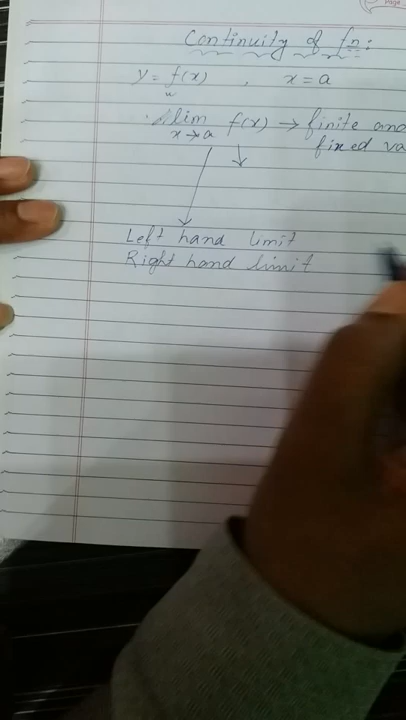 Continuity of fn:
y = f(x) , x = a
lim f(x) → finite and
x→a fixed va
Left hand limit
Right hand limit